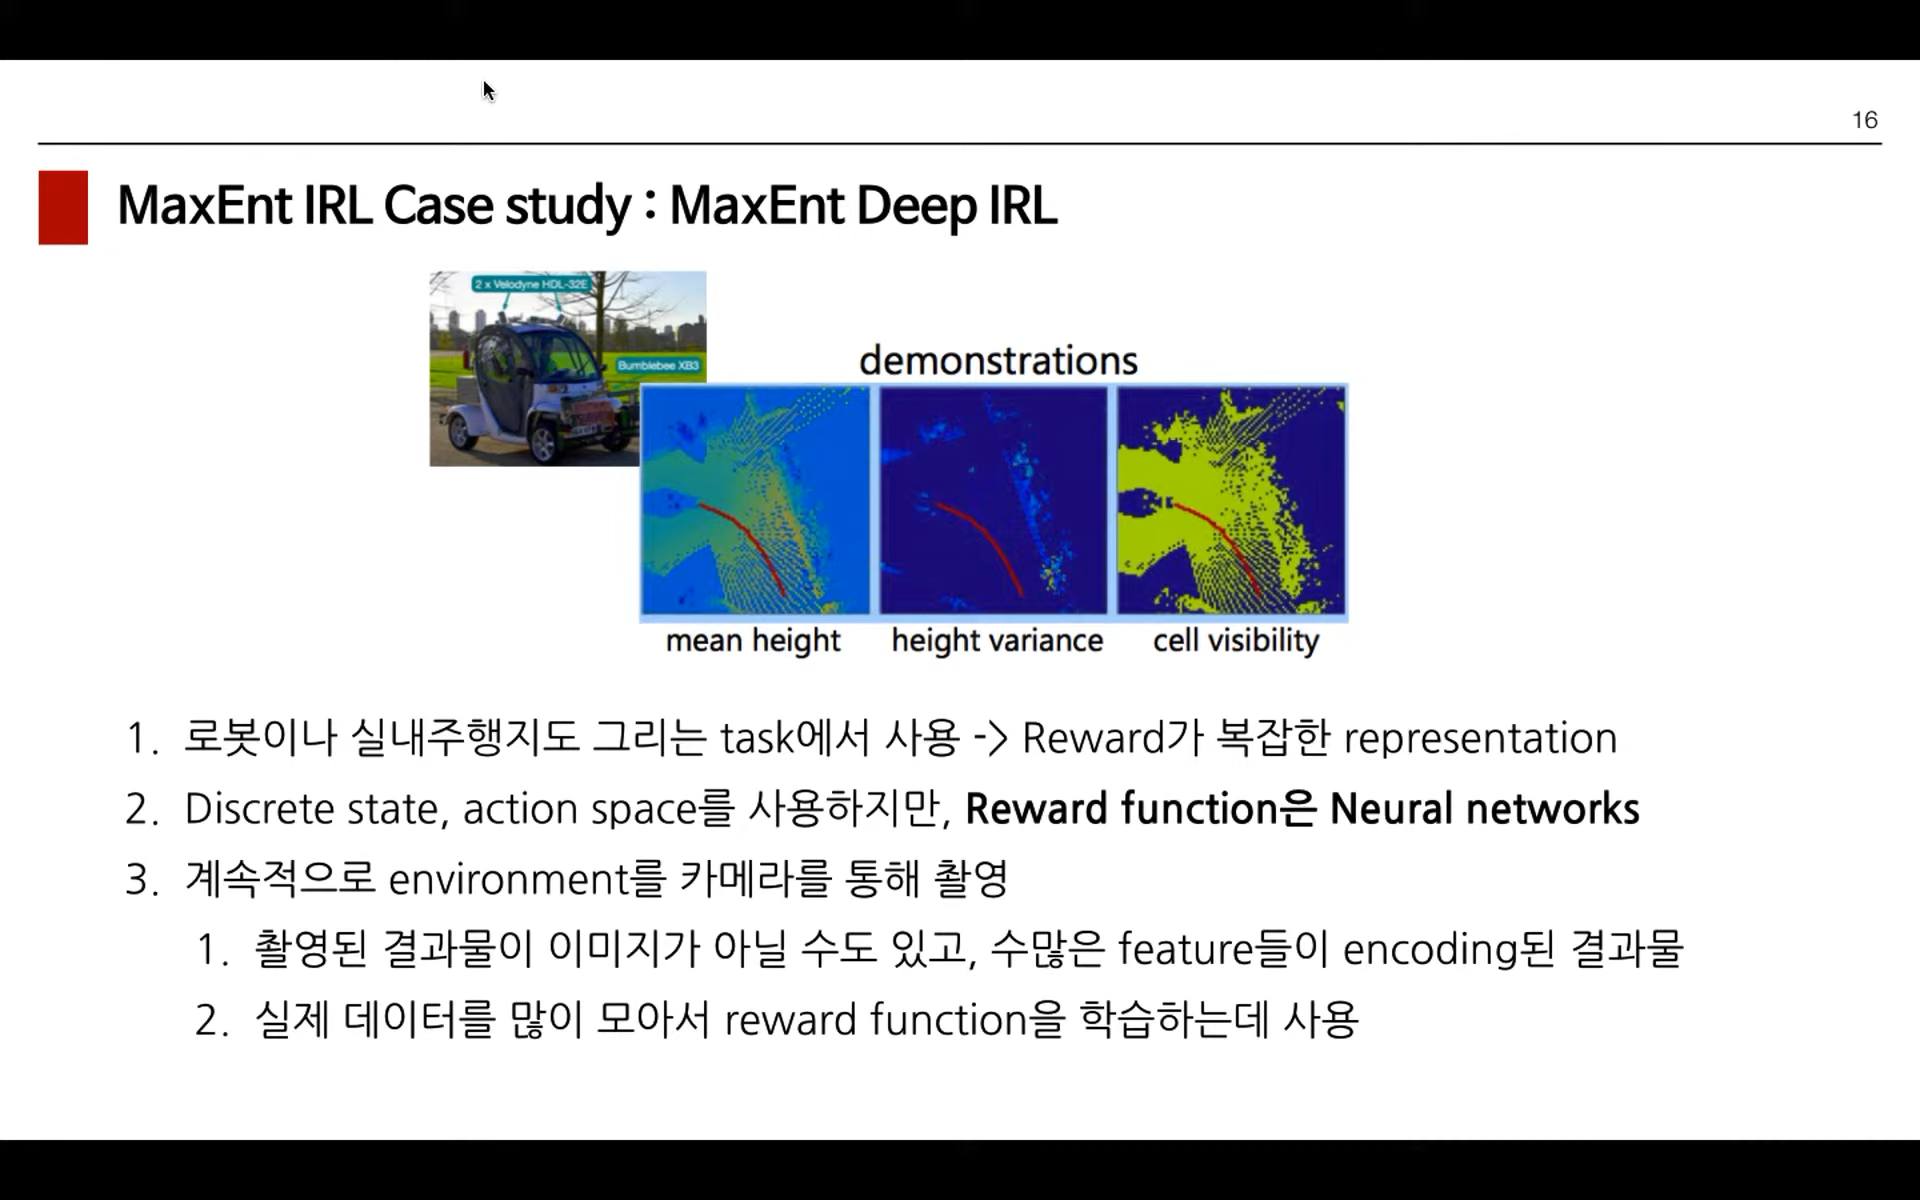 16
MaxEnt IRL Case study : MaxEnt Deep IRL
2 x Velodyne HDL-32E
Bumblebee XB3
demonstrations
mean height
height variance
cell visibility
1. 로봇이나 실내주행지도 그리는 task에서 사용 -> Reward가 복잡한 representation
2. Discrete state, action space를 사용하지만, Reward function은 Neural networks
3. 계속적으로 environment를 카메라를 통해 촬영
1. 촬영된 결과물이 이미지가 아닐 수도 있고, 수많은 feature들이 encoding된 결과물
2. 실제 데이터를 많이 모아서 reward function을 학습하는데 사용